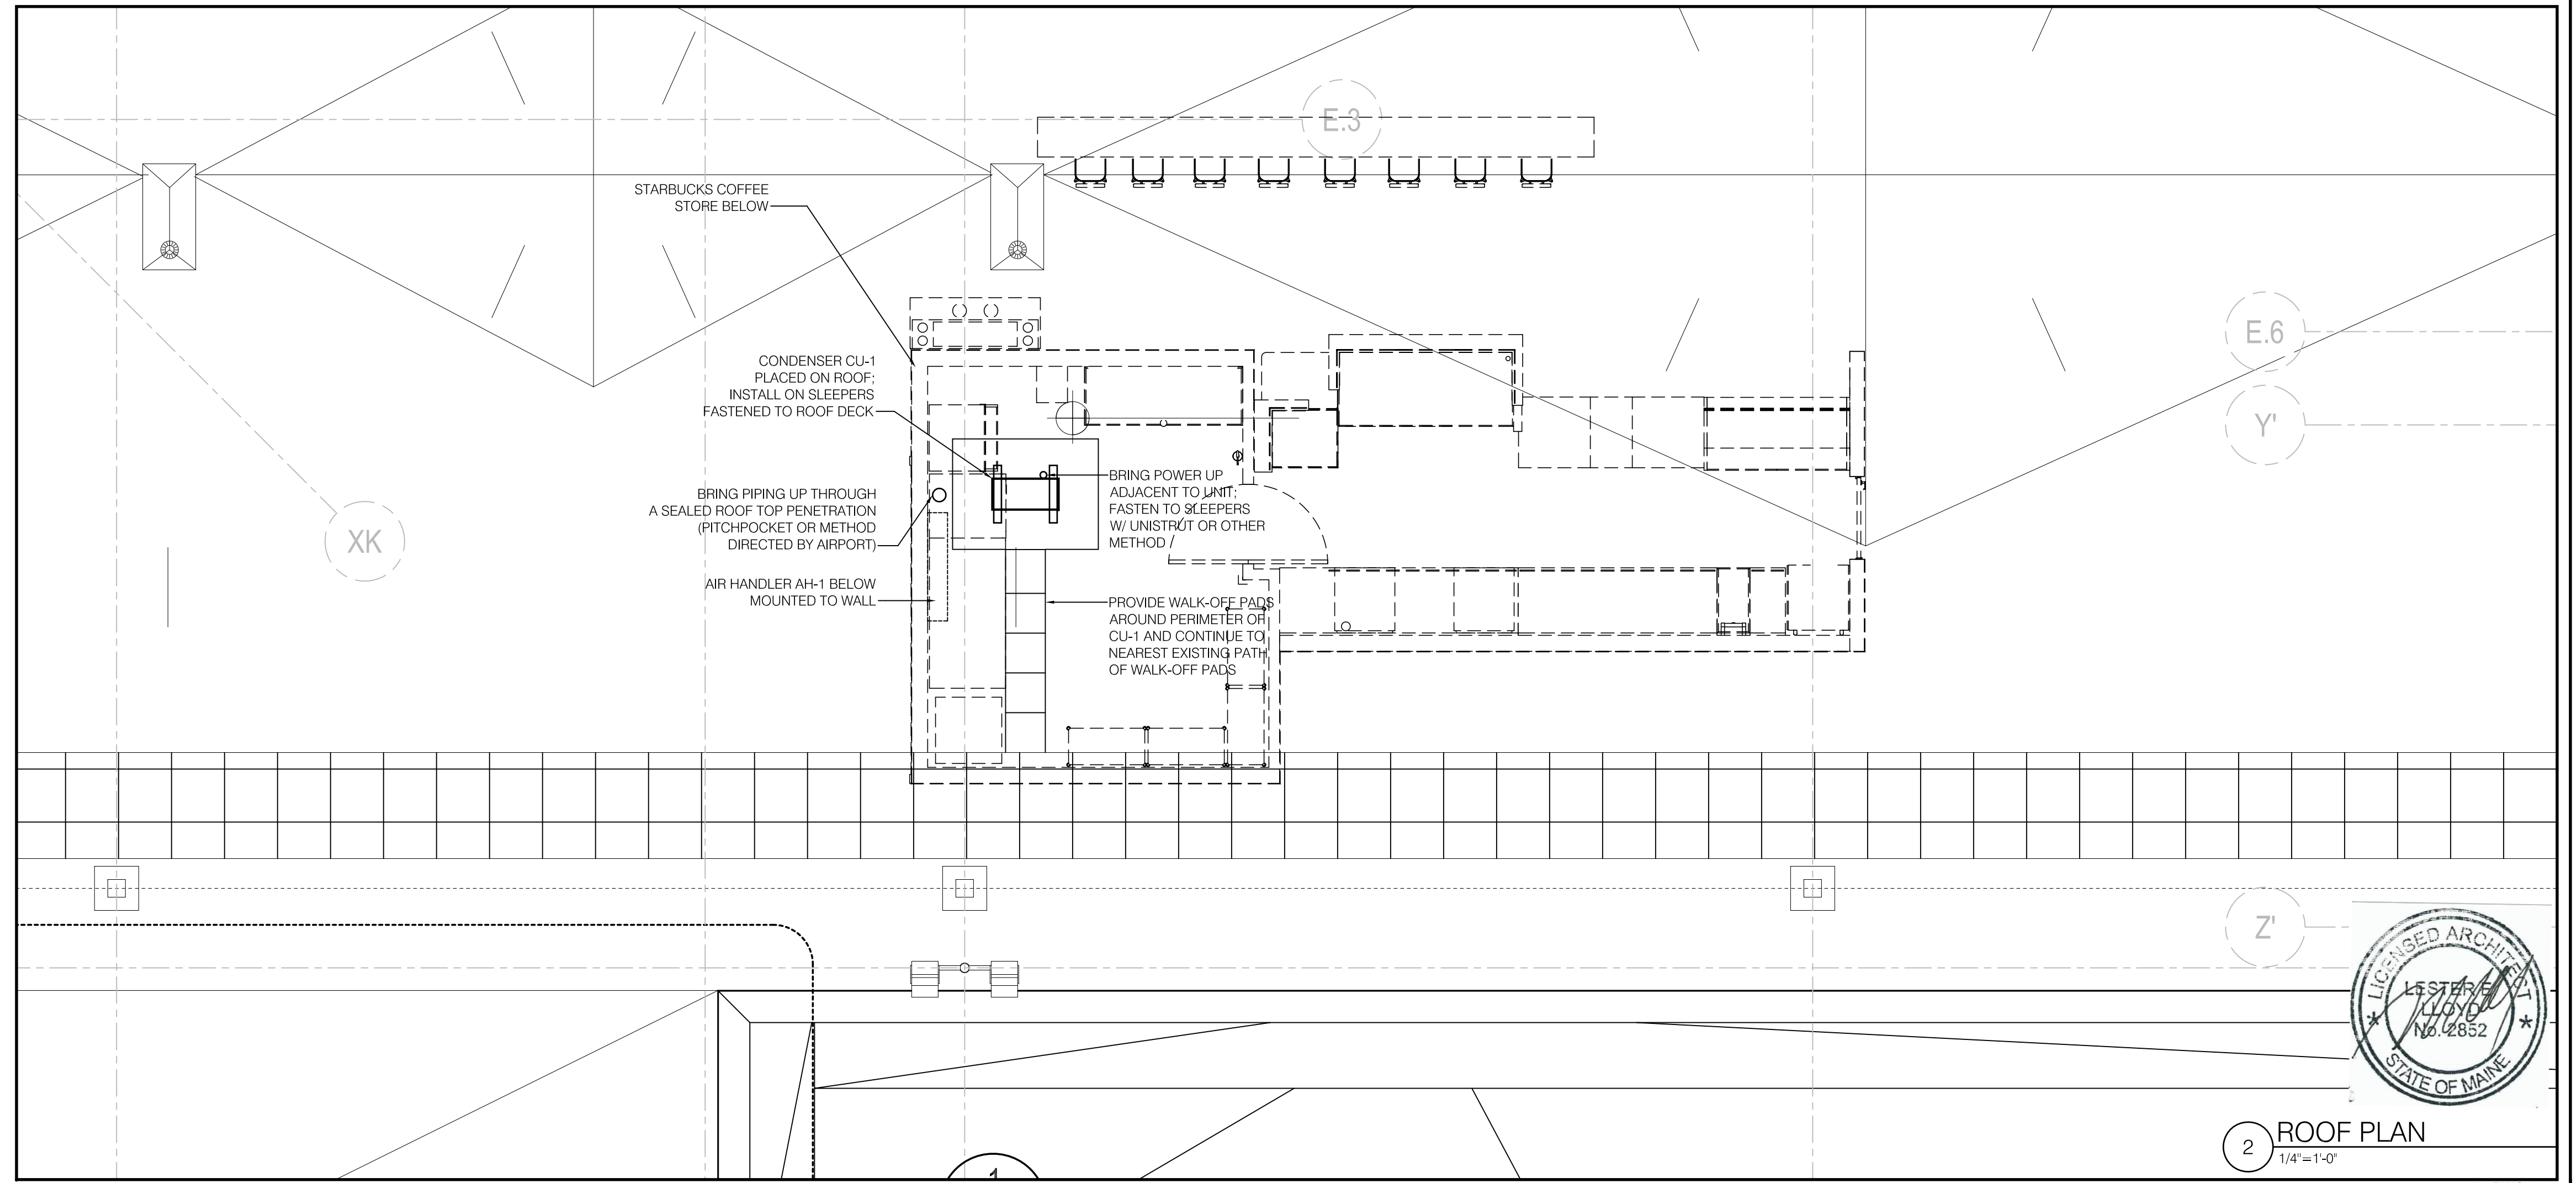 E.3
STARBUCKS COFFEE
STORE BELOW
CONDENSER CU-1
PLACED ON ROOF;
INSTALL ON SLEEPERS
FASTENED TO ROOF DECK
BRING PIPING UP THROUGH
A SEALED ROOF TOP PENETRATION
(PITCHPOCKET OR METHOD
DIRECTED BY AIRPORT)
AIR HANDLER AH-1 BELOW
MOUNTED TO WALL
BRING POWER UP
ADJACENT TO UNIT;
FASTEN TO SLEEPERS
W/ UNISTRUT OR OTHER
METHOD
PROVIDE WALK-OFF PADS
AROUND PERIMETER OF
CU-1 AND CONTINUE TO
NEAREST EXISTING PATH
OF WALK-OFF PADS
E.6
Y'
XK
Z'
LICENSED ARCHITECT
LESTER E
LLOYD
No. 2852
STATE OF MAINE
1
2
ROOF PLAN
1/4"=1'-0"